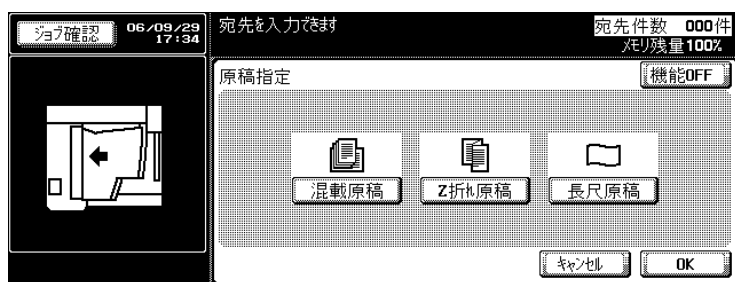 ジョブ確認
06/09/29
17:34
宛先を入力できます
宛先件数 000件
メモリ残量100%
原稿指定
機能OFF
混載原稿
Z折れ原稿
長尺原稿
キャンセル
OK